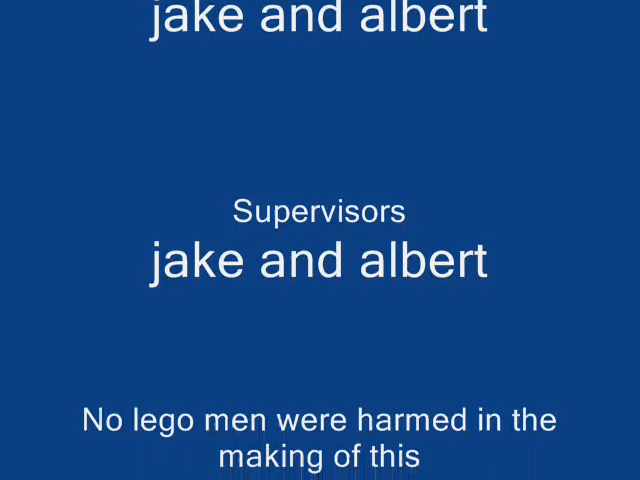 jake and albert
Supervisors
jake and albert
No lego men were harmed in the
making of this